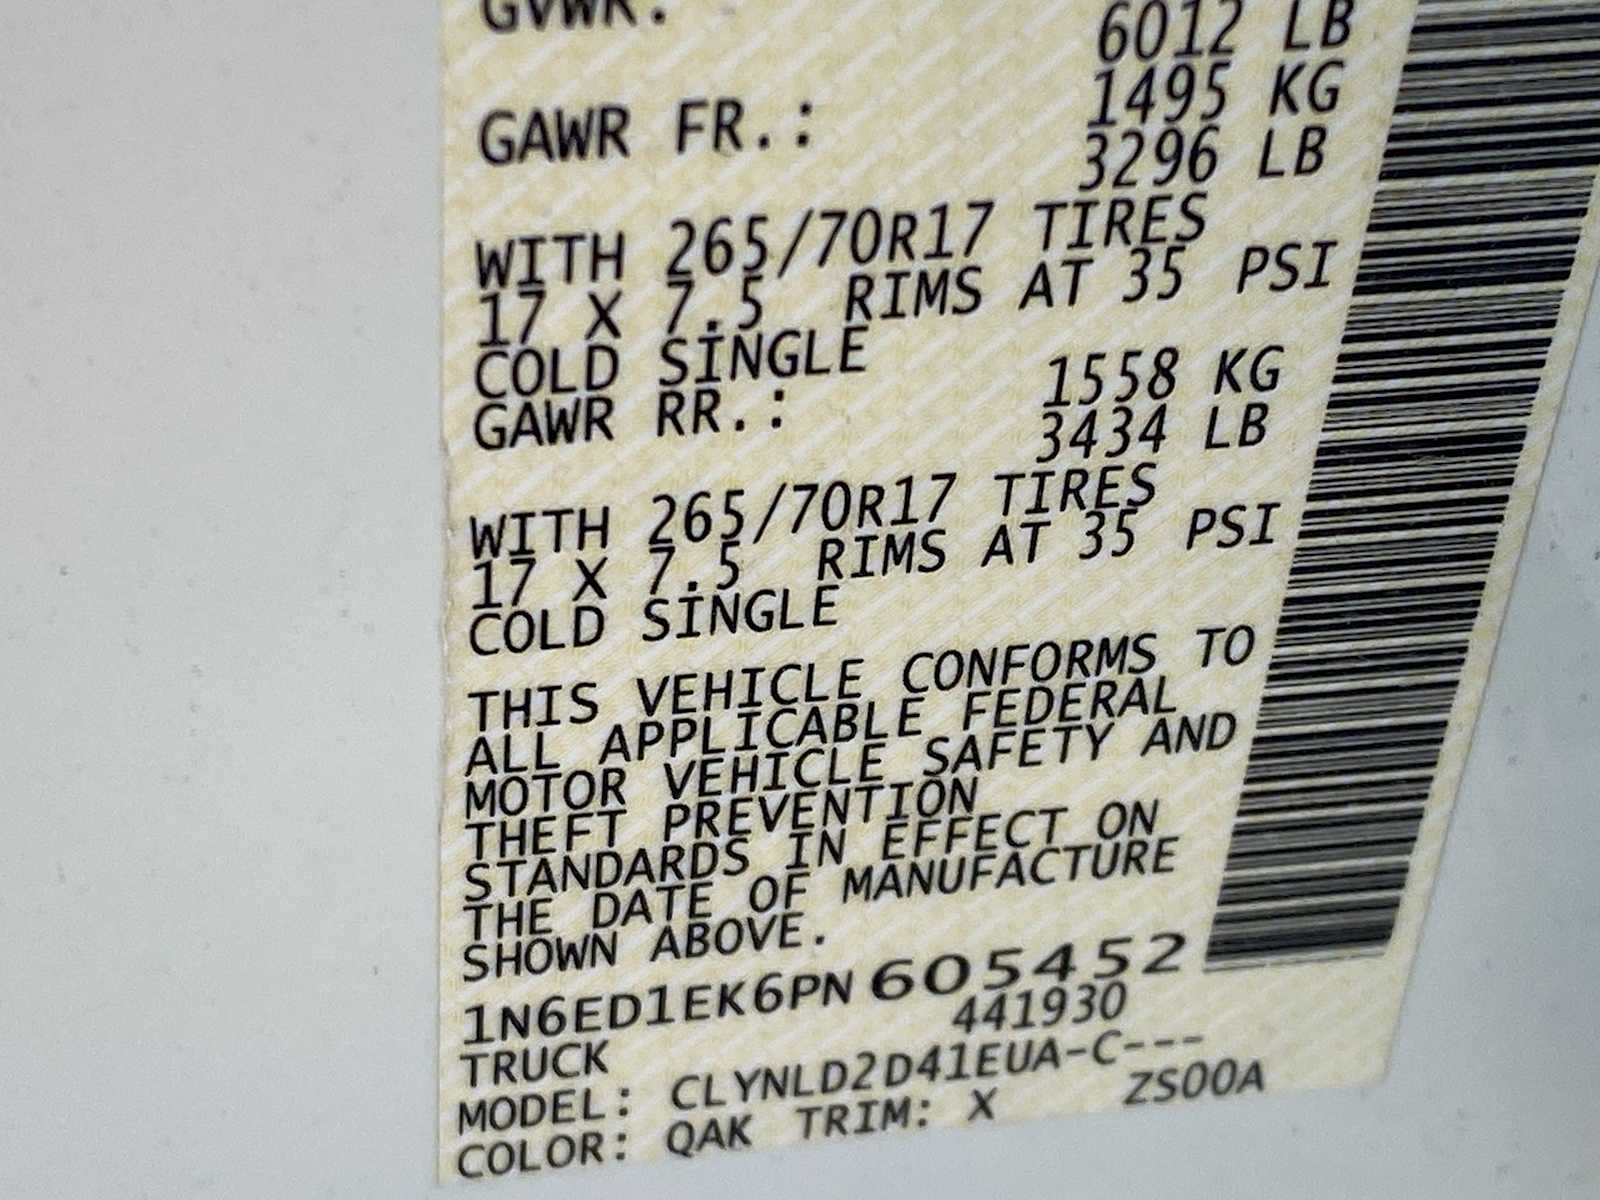 GVWR:
6012 LB
GAWR FR.: 1495 KG
3296 LB
WITH 265/70R17 TIRES
17 X 7.5 RIMS AT 35 PSI
COLD SINGLE
GAWR RR.: 1558 KG
3434 LB
WITH 265/70R17 TIRES
17 X 7.5 RIMS AT 35 PSI
COLD SINGLE
THIS VEHICLE CONFORMS TO
ALL APPLICABLE FEDERAL
MOTOR VEHICLE SAFETY AND
THEFT PREVENTION
STANDARDS IN EFFECT ON
THE DATE OF MANUFACTURE
SHOWN ABOVE.
1N6ED1EK6PN605452
TRUCK 441930
MODEL: CLYNLD2D41EUA-C---
COLOR: QAK TRIM: X ZS00A